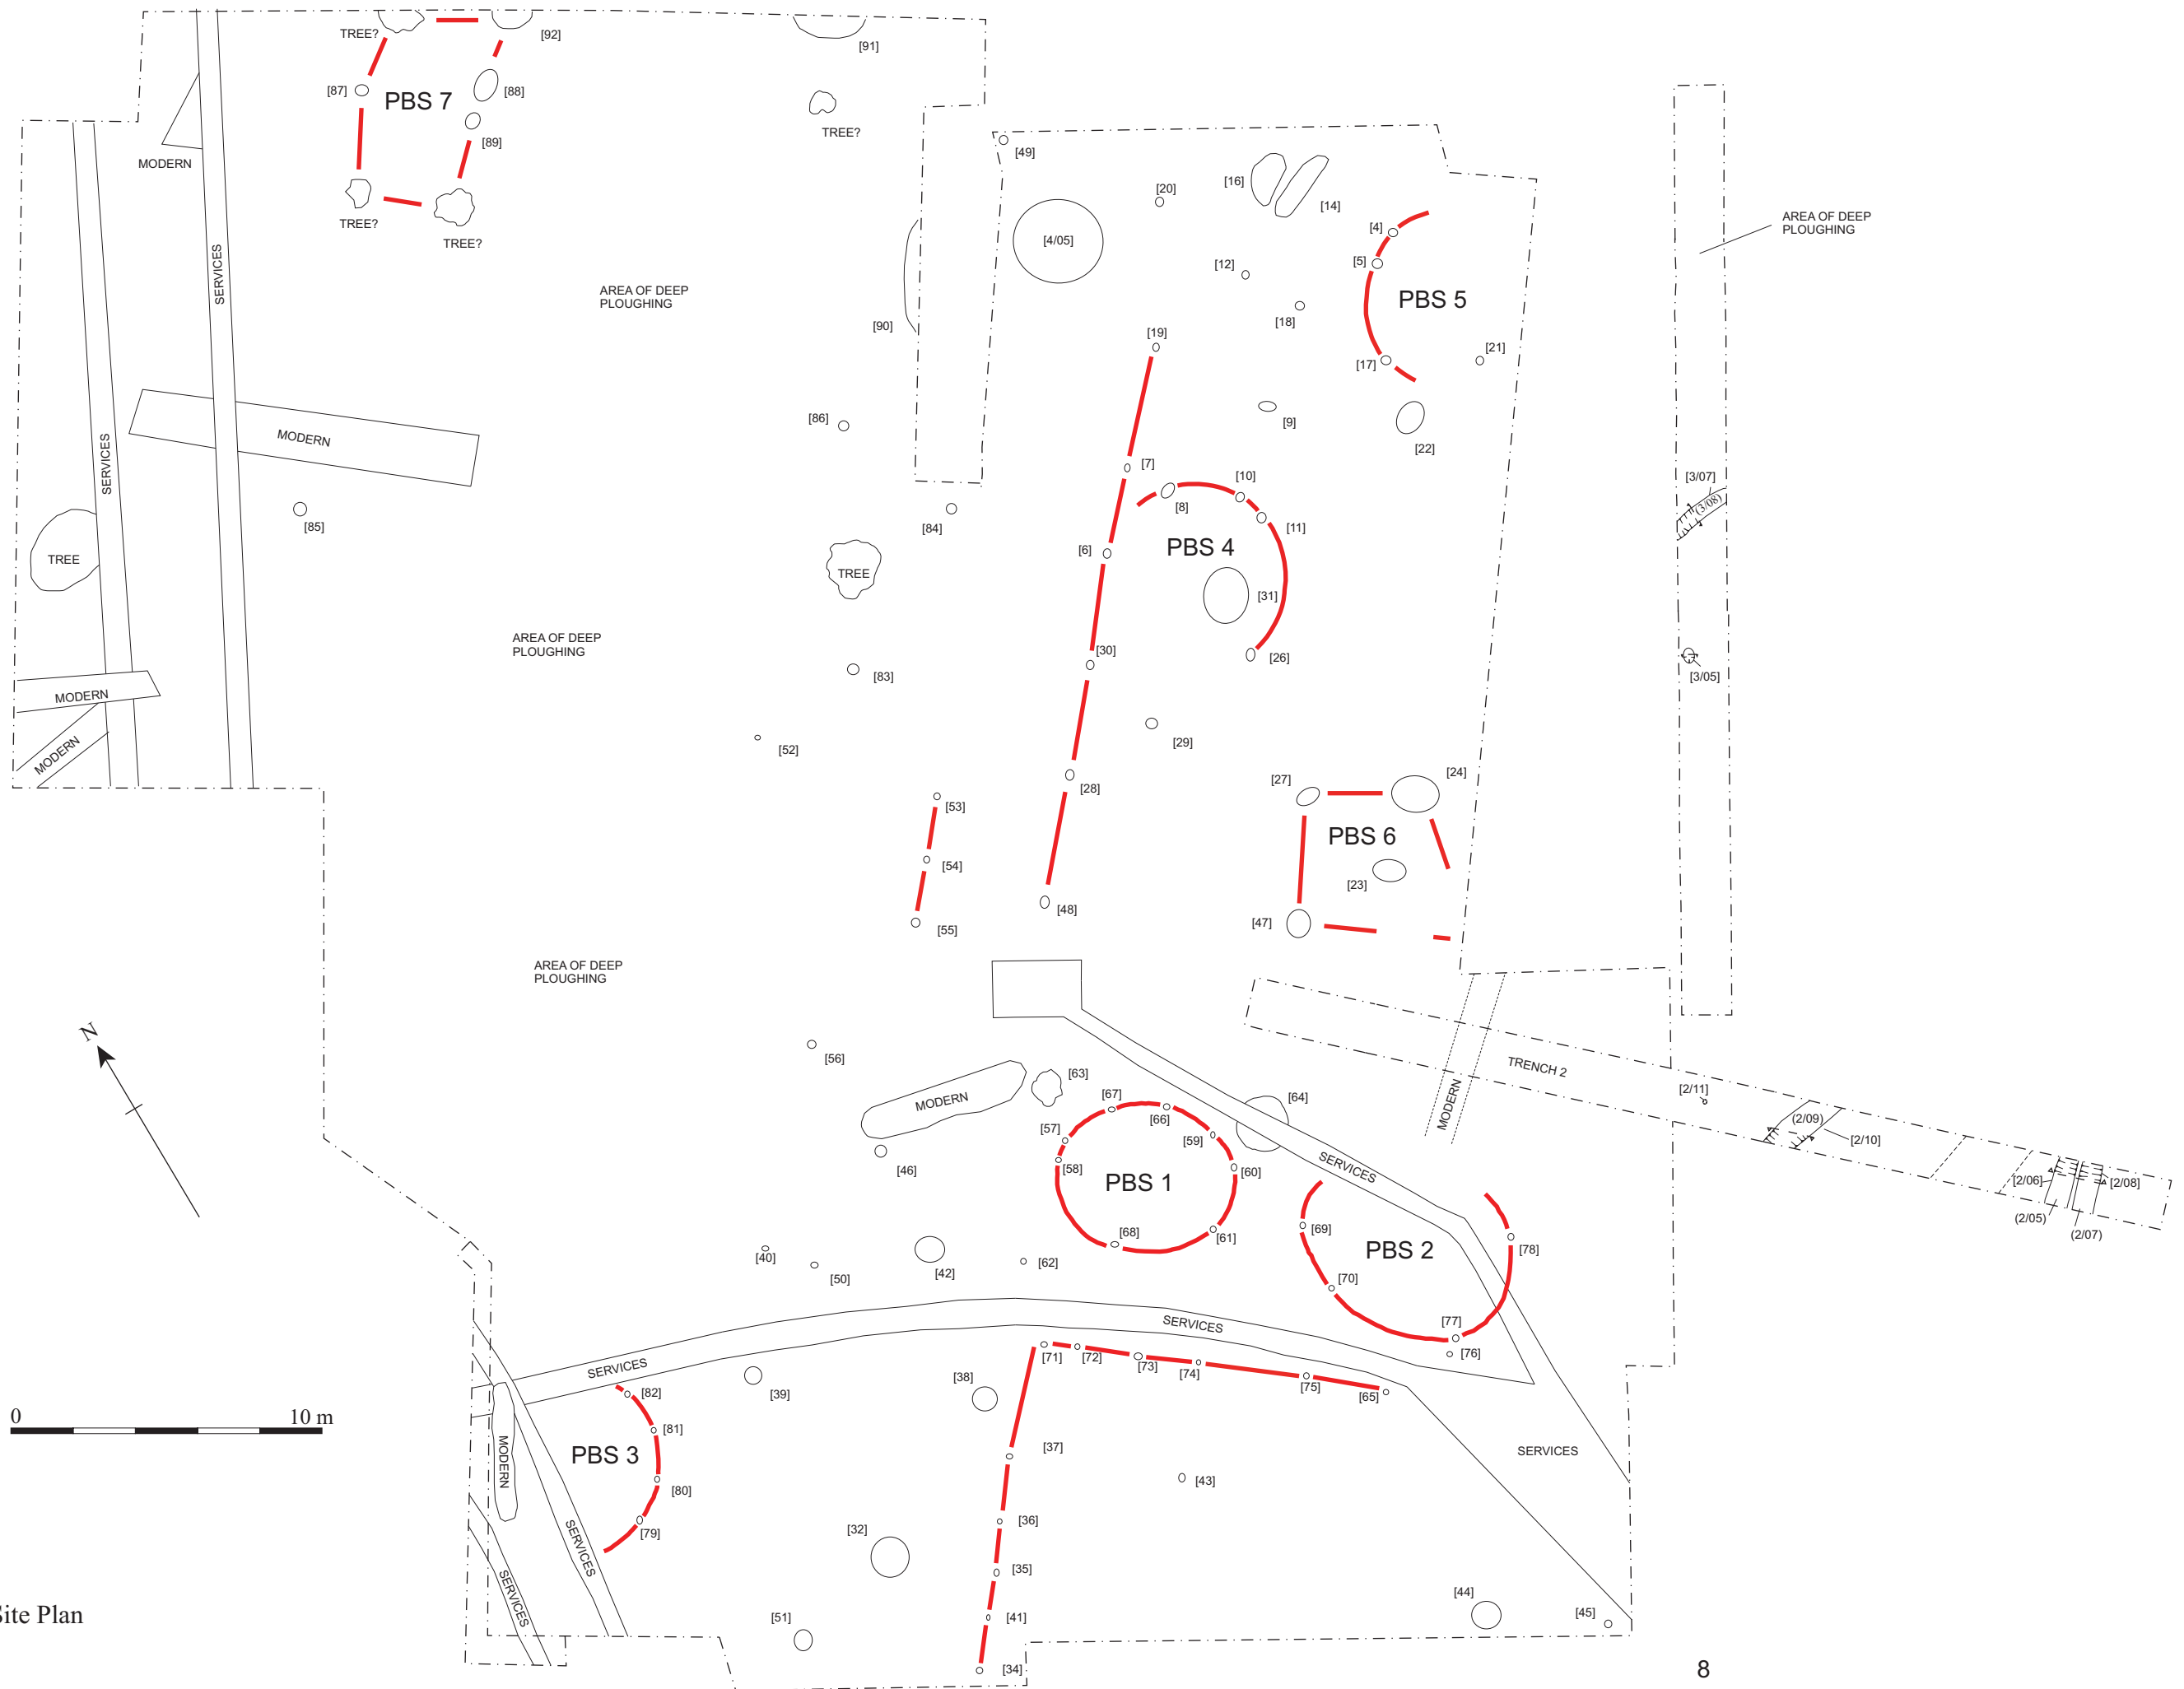 TREE?
[92]
[91]
[87]
PBS 7
[88]
TREE?
[89]
MODERN
[49]
[20]
[16]
[14]
TREE?
TREE?
[4]
AREA OF DEEP
PLOUGHING
[4/05]
SERVICES
[12]
[5]
AREA OF DEEP
PLOUGHING
PBS 5
[90]
[18]
[19]
[21]
[17]
[86]
[9]
[22]
MODERN
SERVICES
[7]
[10]
[3/07]
(3/08)
[8]
[85]
[84]
[11]
TREE
TREE
[6]
PBS 4
[31]
AREA OF DEEP
PLOUGHING
[30]
[26]
[83]
[3/05]
MODERN
MODERN
[52]
[29]
[27]
[24]
[28]
[53]
PBS 6
[54]
[23]
[48]
[47]
[55]
AREA OF DEEP
PLOUGHING
N
[56]
[63]
TRENCH 2
MODERN
[67]
[66]
[64]
MODERN
[2/11]
(2/09)
[2/10]
[57]
[59]
[58]
[60]
SERVICES
[46]
PBS 1
[2/06]
[2/08]
(2/05)
(2/07)
[68]
[61]
[69]
PBS 2
[78]
[40]
[50]
[42]
[62]
[70]
SERVICES
[77]
[76]
SERVICES
[71]
[72]
[73]
[74]
[75]
[65]
[82]
[39]
[38]
0
10 m
[81]
PBS 3
MODERN
[37]
SERVICES
[43]
[80]
[36]
[79]
[32]
SERVICES
[35]
SERVICES
[44]
[45]
[41]
[51]
Site Plan
[34]
8